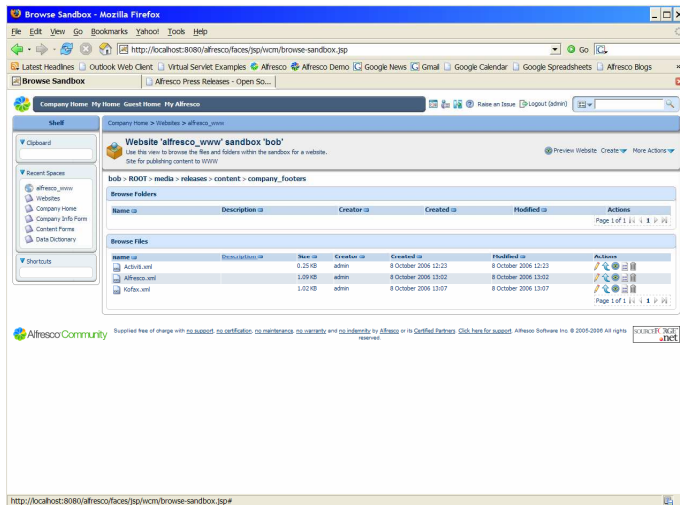 Browse Sandbox - Mozilla Firefox
File Edit View Go Bookmarks Yahoo! Tools Help
http://localhost:8080/alfresco/faces/jsp/wcm/browse-sandbox.jsp Go
Latest Headlines Outlook Web Client Virtual Servlet Examples Alfresco Alfresco Demo Google News Gmail Google Calendar Google Spreadsheets Alfresco Blogs
Browse Sandbox Alfresco Press Releases - Open So...
Company Home My Home Guest Home My Alfresco Raise an Issue Logout (admin)
Shelf
Company Home > Websites > alfresco_www
Clipboard
Website 'alfresco_www' sandbox 'bob'
Use this view to browse the files and folders within the sandbox for a website.
Site for publishing content to WWW
Preview Website Create More Actions
Recent Spaces
alfresco_www
Websites
Company Home
Company Info Form
Content Forms
Data Dictionary
Shortcuts
bob > ROOT > media > releases > content > company_footers
Browse Folders
Name Description Creator Created Modified Actions
Page 1 of 1 1
Browse Files
Name Description Size Creator Created Modified Actions
Activiti.xml 0.25 KB admin 8 October 2006 12:23 8 October 2006 12:23
Alfresco.xml 1.09 KB admin 8 October 2006 13:02 8 October 2006 13:02
Kofax.xml 1.02 KB admin 8 October 2006 13:07 8 October 2006 13:07
Page 1 of 1 1
Alfresco Community
Supplied free of charge with no support, no certification, no maintenance, no warranty and no indemnity by Alfresco or its Certified Partners. Click here for support. Alfresco Software Inc. © 2005-2006 All rights
reserved.
SOURCEFORGE
.net
http://localhost:8080/alfresco/faces/jsp/wcm/browse-sandbox.jsp#